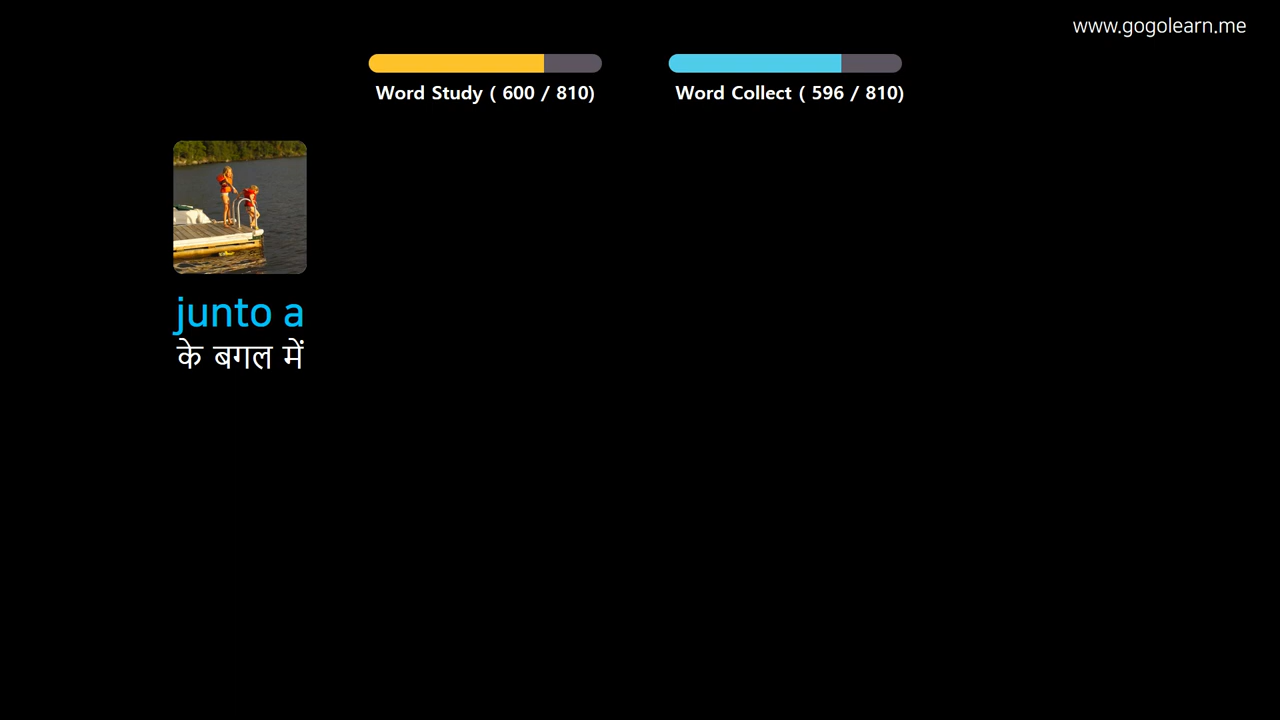 www.gogolearn.me
Word Study ( 600 / 810)
Word Collect ( 596 / 810)
junto a
के बगल में